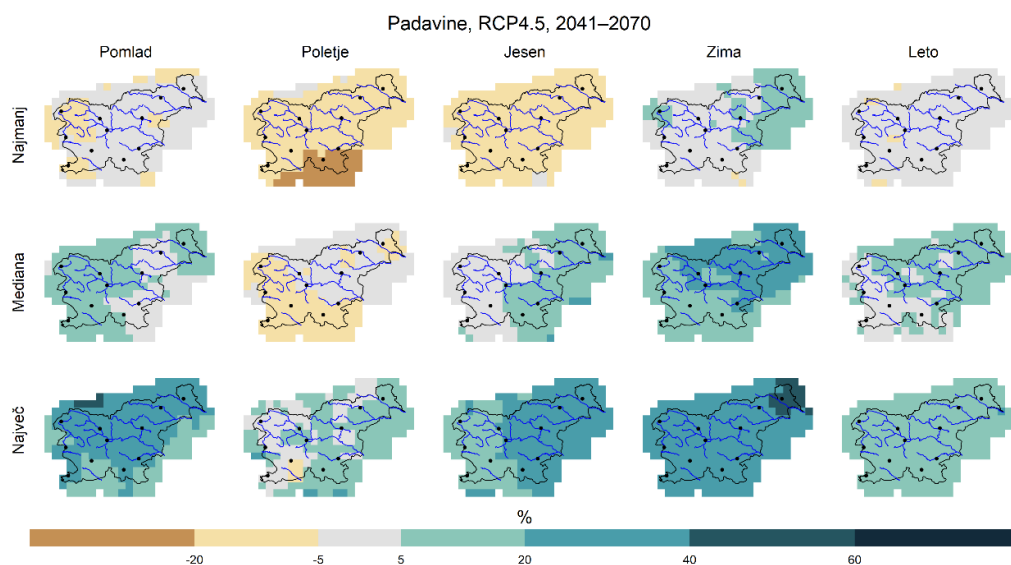 Padavine, RCP4.5, 2041–2070
Pomlad Poletje Jesen Zima Leto
Najmanj
Mediana
Največ
%
-20 -5 5 20 40 60